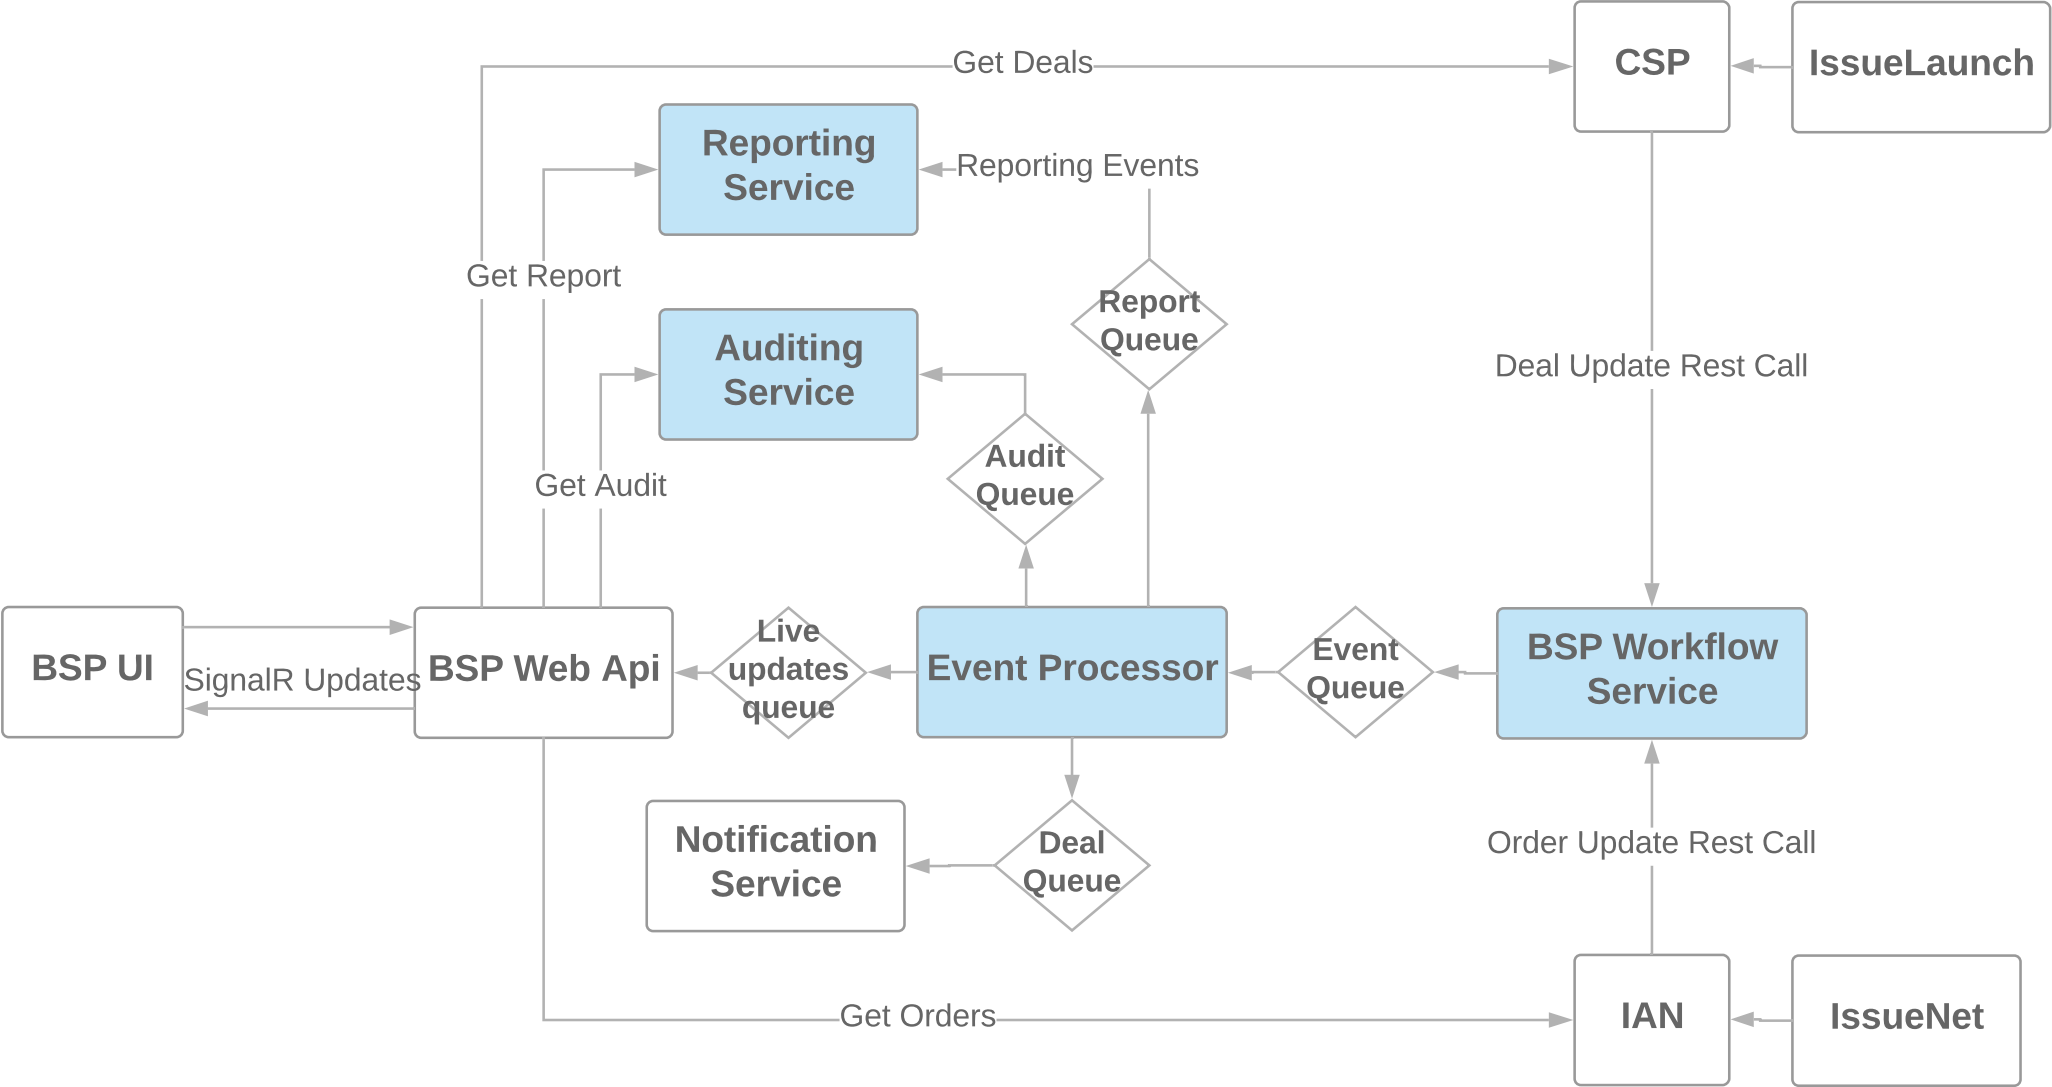 Get Deals
CSP
IssueLaunch
Reporting
Service
Reporting Events
Get Report
Report
Queue
Auditing
Service
Deal Update Rest Call
Get Audit
Audit
Queue
BSP UI
SignalR Updates
BSP Web Api
Live
updates
queue
Event Processor
Event
Queue
BSP Workflow
Service
Notification
Service
Deal
Queue
Order Update Rest Call
Get Orders
IAN
IssueNet